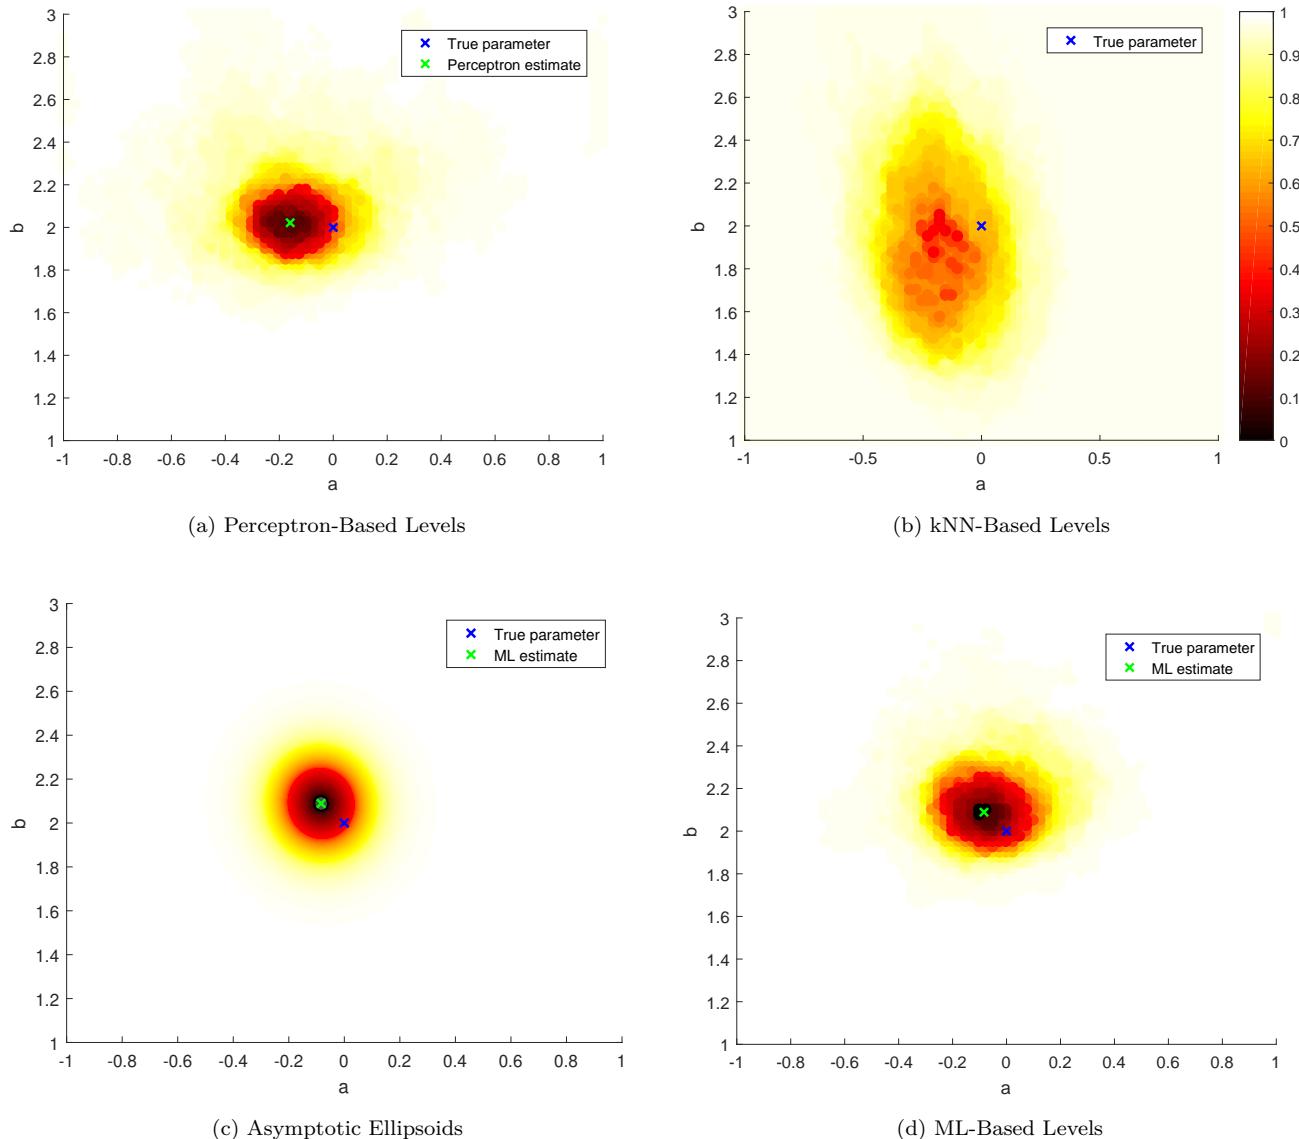 3
2.8
2.6
2.4
2.2
2
1.8
1.6
1.4
1.2
1
b
-1 -0.8 -0.6 -0.4 -0.2 0 0.2 0.4 0.6 0.8 1
a
True parameter
Perceptron estimate
(a) Perceptron-Based Levels
3
2.8
2.6
2.4
2.2
2
1.8
1.6
1.4
1.2
1
b
-1 -0.5 0 0.5 1
a
True parameter
1
0.9
0.8
0.7
0.6
0.5
0.4
0.3
0.2
0.1
0
(b) kNN-Based Levels
3
2.8
2.6
2.4
2.2
2
1.8
1.6
1.4
1.2
1
b
-1 -0.8 -0.6 -0.4 -0.2 0 0.2 0.4 0.6 0.8 1
a
True parameter
ML estimate
(c) Asymptotic Ellipsoids
3
2.8
2.6
2.4
2.2
2
1.8
1.6
1.4
1.2
1
b
-1 -0.8 -0.6 -0.4 -0.2 0 0.2 0.4 0.6 0.8 1
a
True parameter
ML estimate
(d) ML-Based Levels